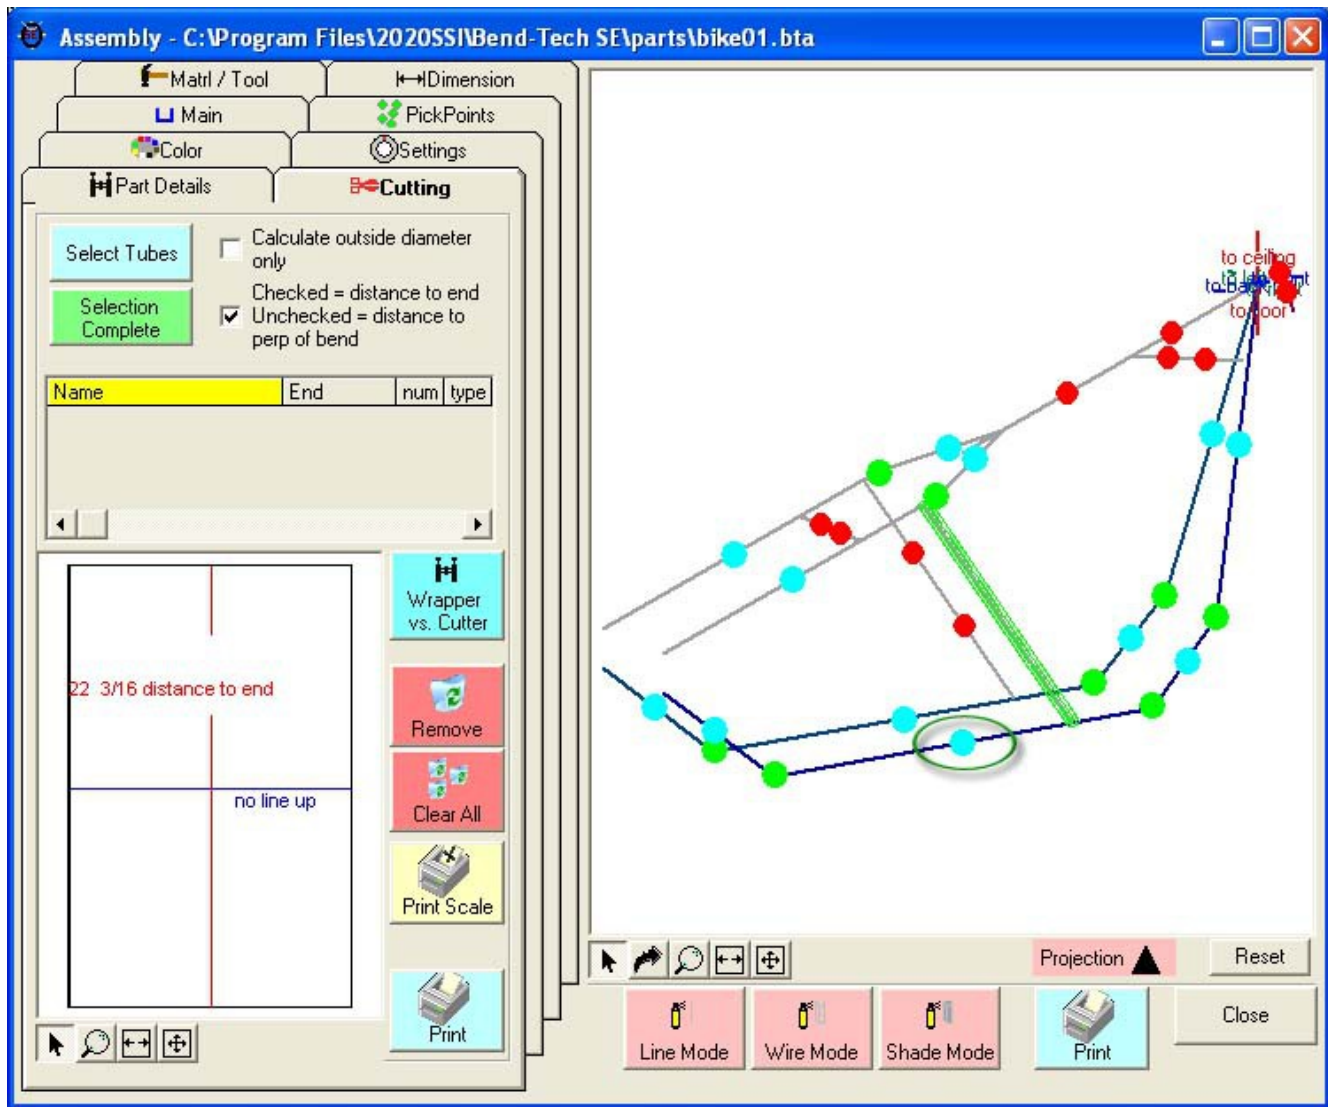 Assembly - C:\Program Files\2020SSI\Bend-Tech SE\parts\bike01.bta
Matrl / Tool
Dimension
Main
PickPoints
Color
Settings
Part Details
Cutting
Select Tubes
Calculate outside diameter
only
Selection
Complete
Checked = distance to end
Unchecked = distance to
perp of bend
Name
End
num
type
22 3/16 distance to end
no line up
Wrapper
vs. Cutter
Remove
Clear All
Print Scale
Print
to ceiling
Projection
Reset
Line Mode
Wire Mode
Shade Mode
Print
Close